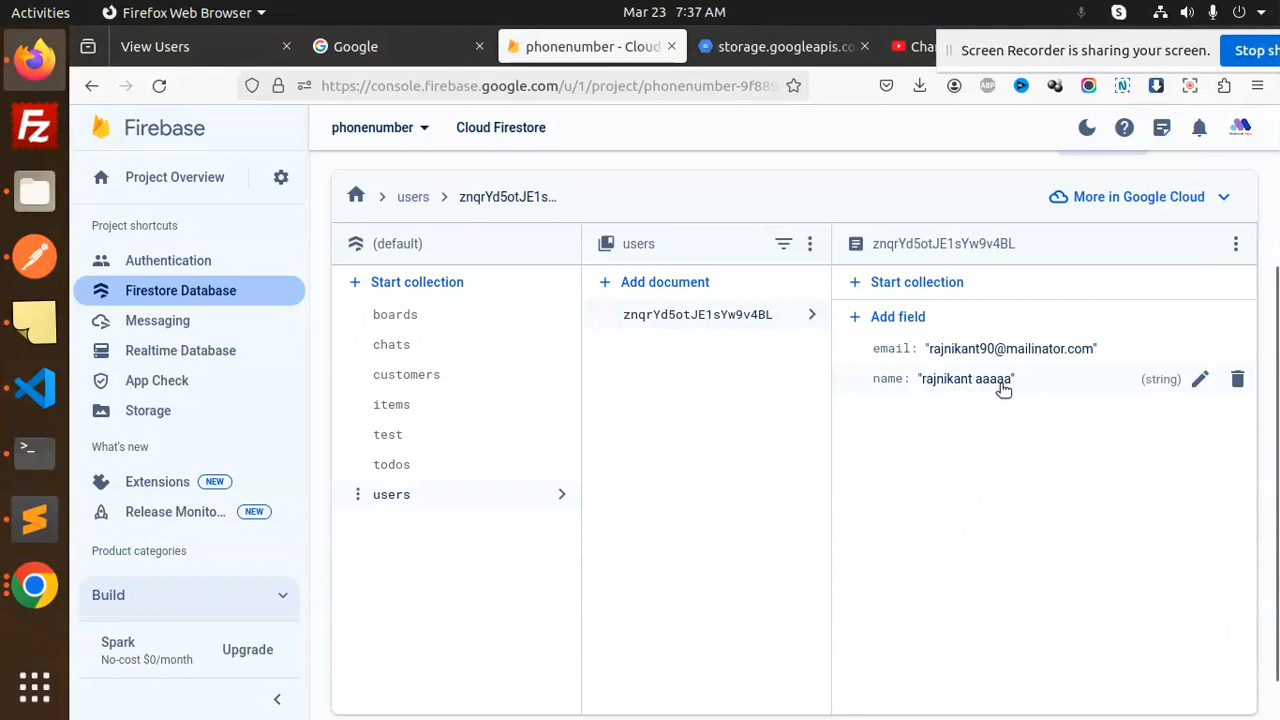 Activities
Firefox Web Browser
Mar 23 7:37 AM
View Users
Google
phonenumber - Cloud
storage.googleapis.co
Screen Recorder is sharing your screen.
Stop
https://console.firebase.google.com/u/1/project/phonenumber-9f88
ABP
Firebase
phonenumber
Cloud Firestore
Project Overview
users
znqrYd5otJE1s...
More in Google Cloud
Project shortcuts
Authentication
Firestore Database
Messaging
Realtime Database
App Check
Storage
What's new
Extensions
NEW
Release Monito...
NEW
Product categories
Build
Spark
No-cost $0/month
Upgrade
(default)
Start collection
boards
chats
customers
items
test
todos
users
users
Add document
znqrYd5otJE1sYw9v4BL
znqrYd5otJE1sYw9v4BL
Start collection
Add field
email: "rajnikant90@mailinator.com"
name: "rajnikant aaaaa"
(string)